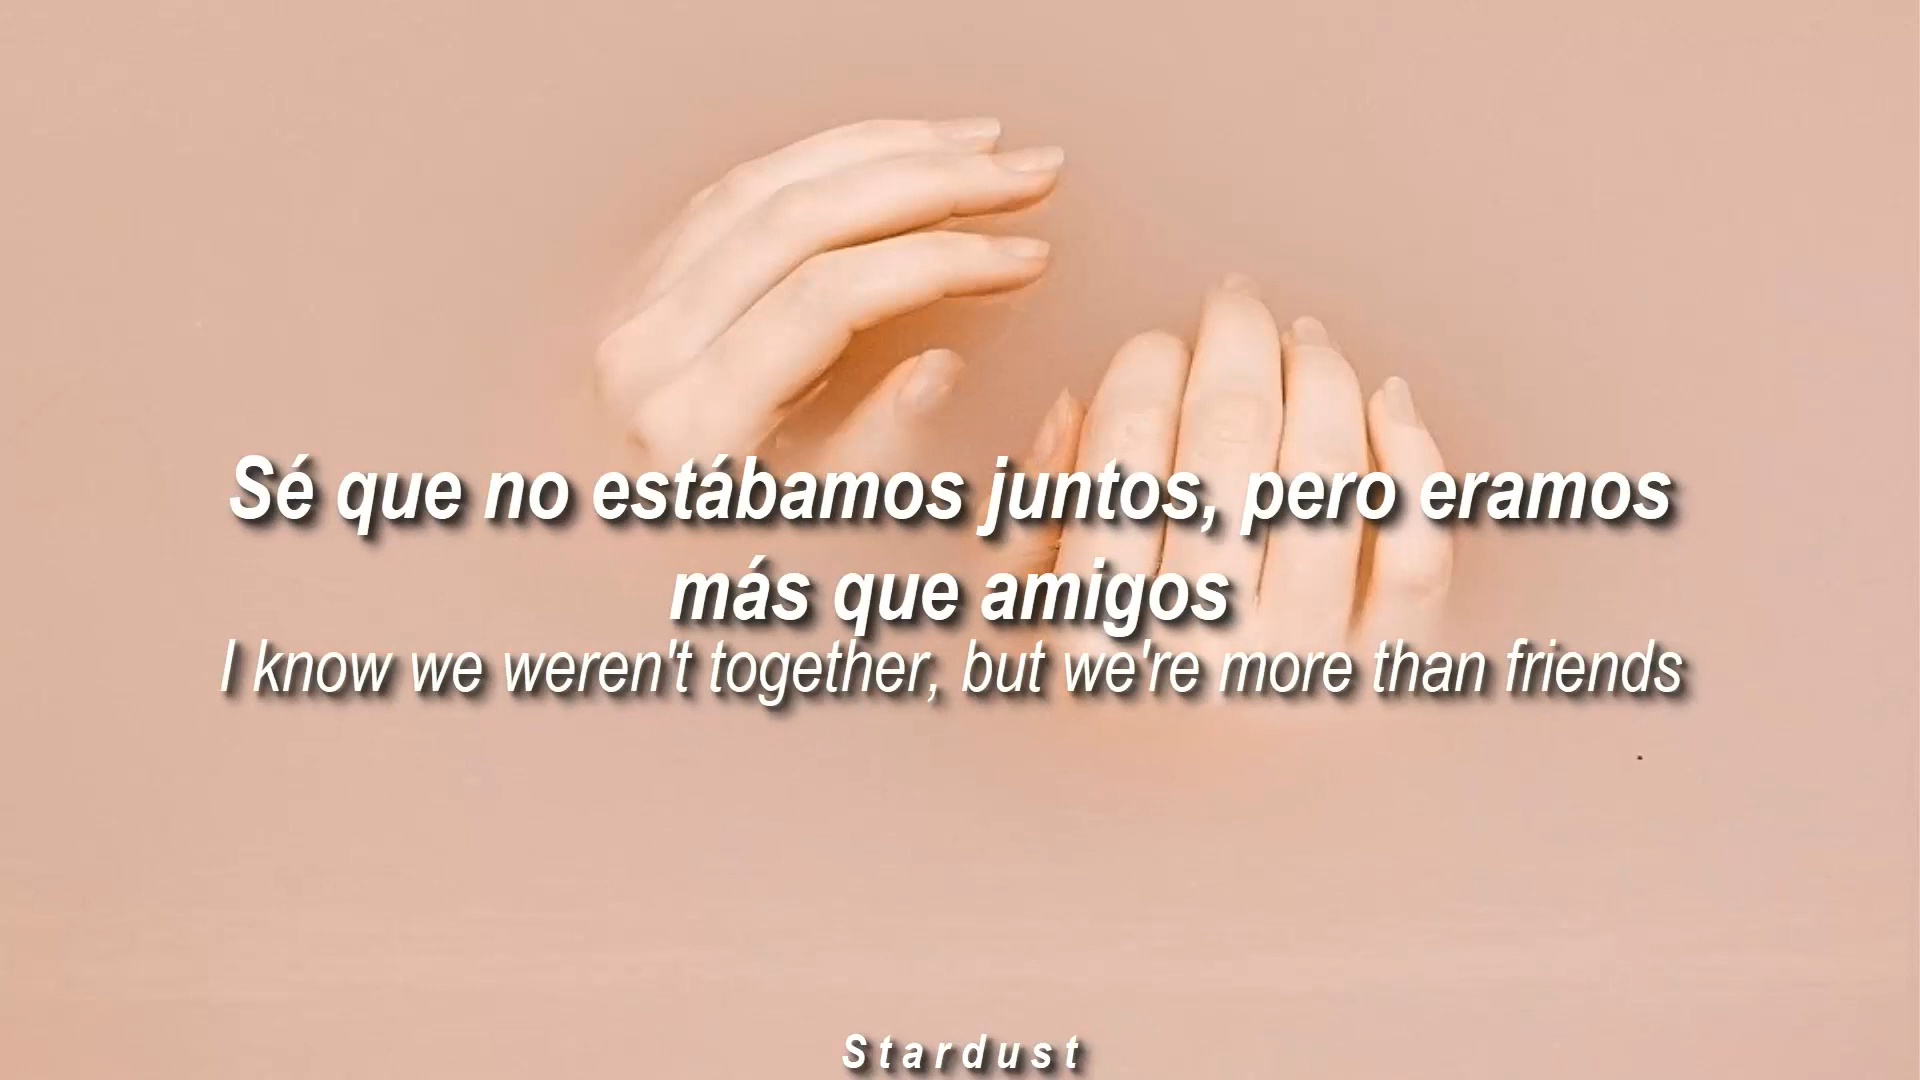 Sé que no estábamos juntos, pero eramos
más que amigos
I know we weren't together, but we're more than friends
Stardust